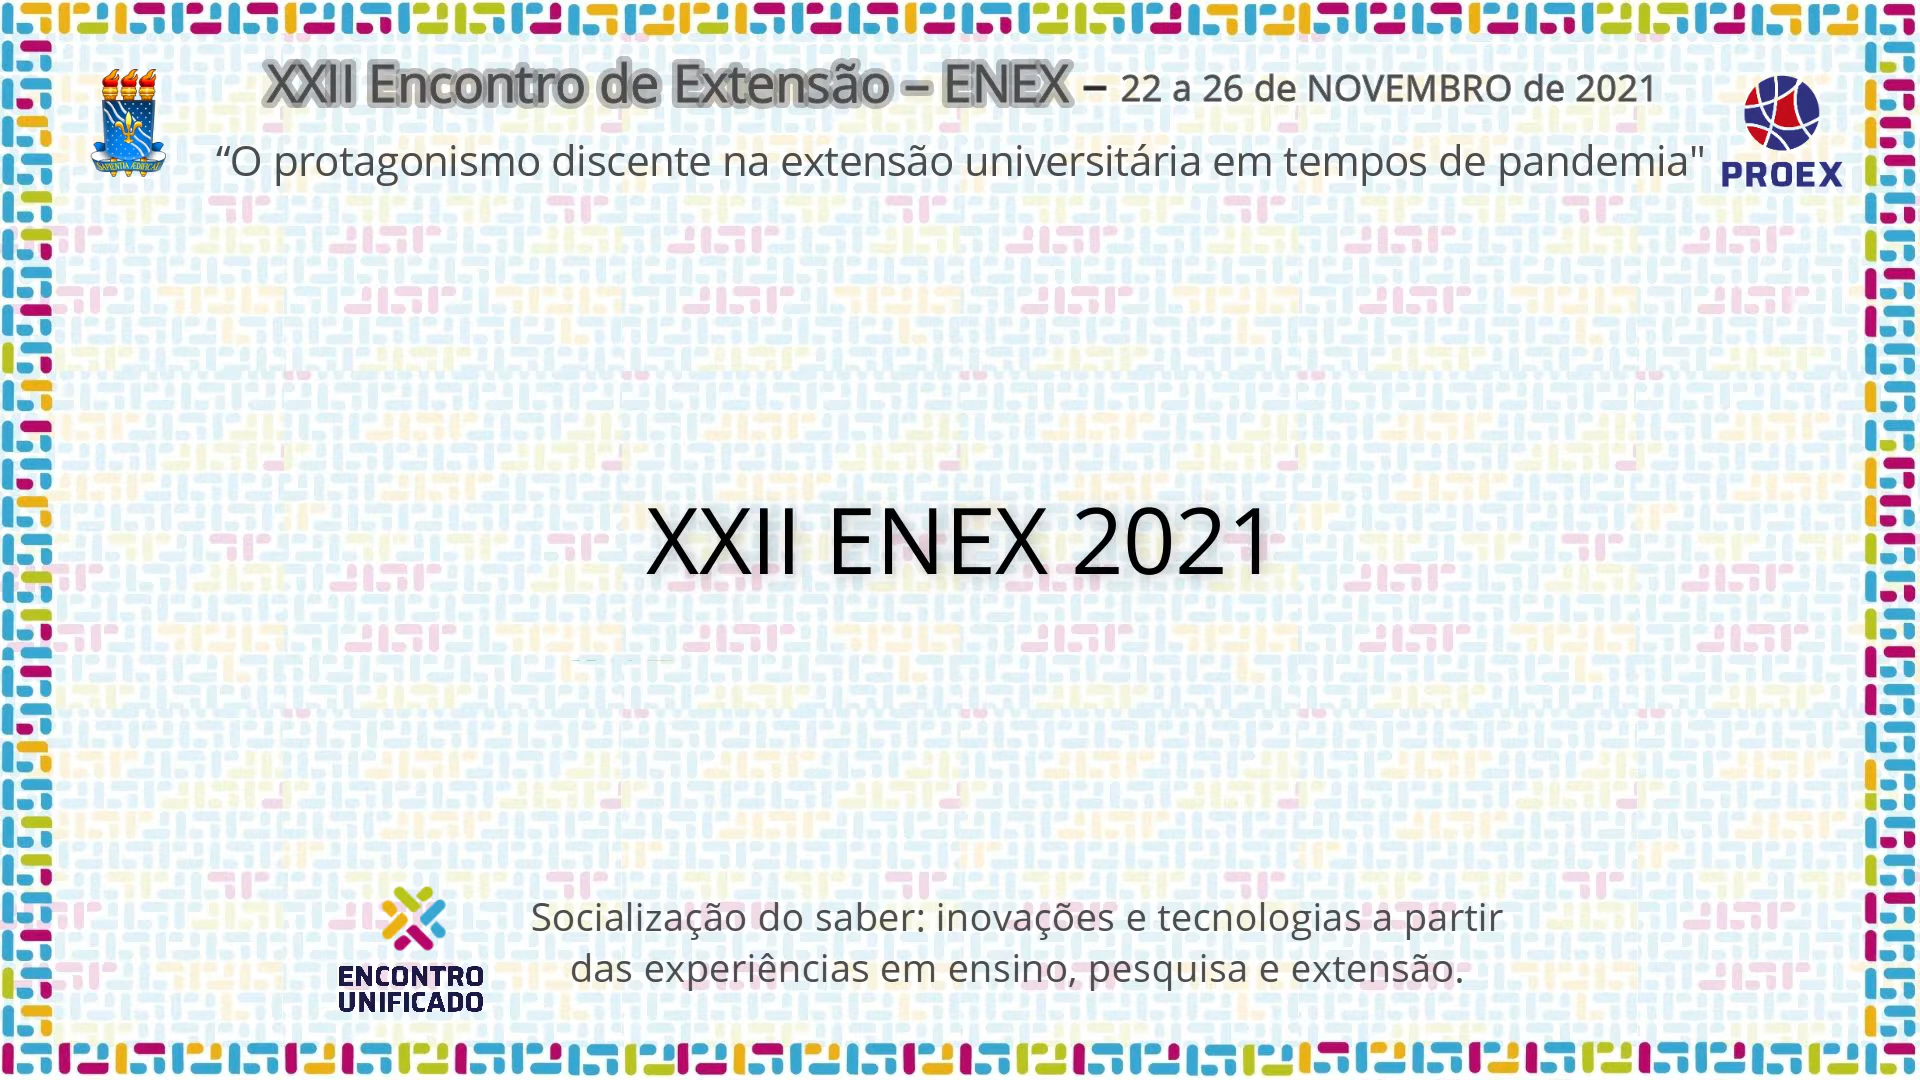 XXII Encontro de Extensão – ENEX – 22 a 26 de NOVEMBRO de 2021
“O protagonismo discente na extensão universitária em tempos de pandemia"
PROEX
XXII ENEX 2021
Socialização do saber: inovações e tecnologias a partir
das experiências em ensino, pesquisa e extensão.
ENCONTRO
UNIFICADO